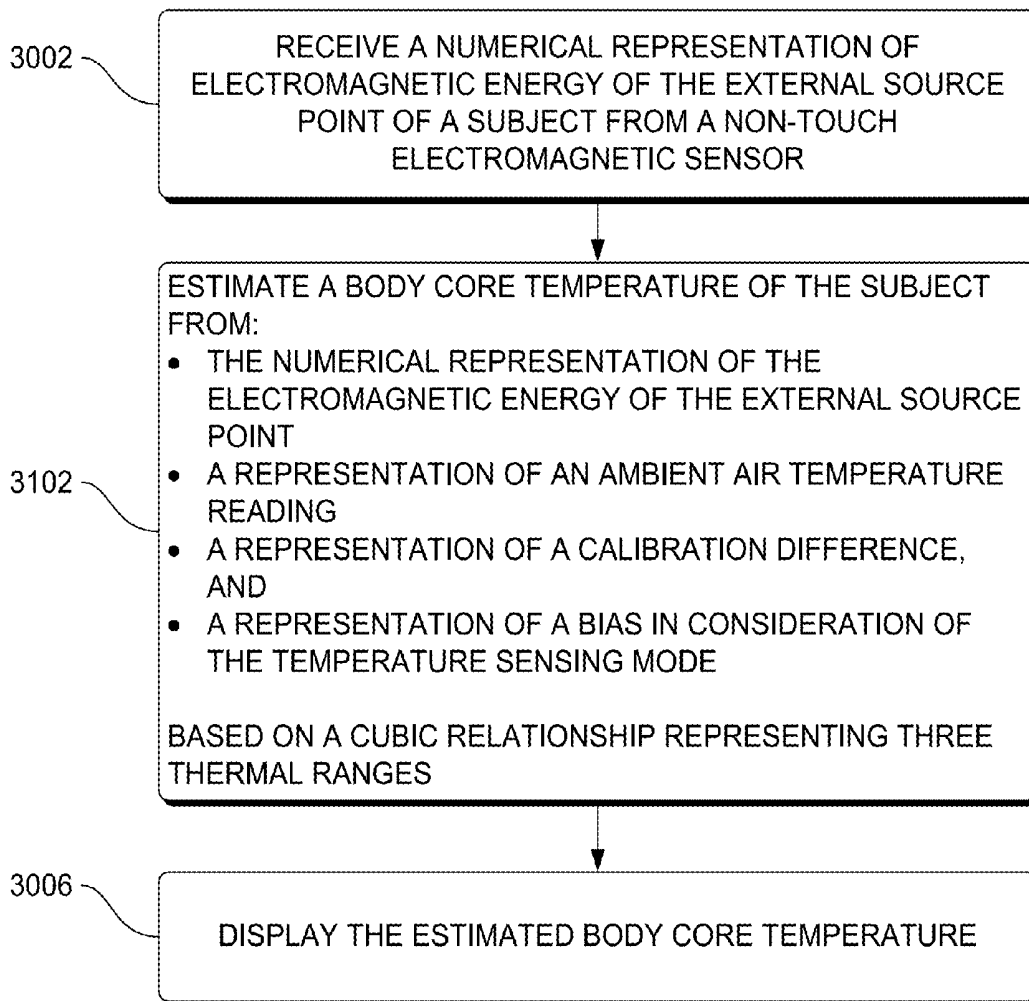 3002
RECEIVE A NUMERICAL REPRESENTATION OF
ELECTROMAGNETIC ENERGY OF THE EXTERNAL SOURCE
POINT OF A SUBJECT FROM A NON-TOUCH
ELECTROMAGNETIC SENSOR
3102
ESTIMATE A BODY CORE TEMPERATURE OF THE SUBJECT
FROM:
• THE NUMERICAL REPRESENTATION OF THE
ELECTROMAGNETIC ENERGY OF THE EXTERNAL SOURCE
POINT
• A REPRESENTATION OF AN AMBIENT AIR TEMPERATURE
READING
• A REPRESENTATION OF A CALIBRATION DIFFERENCE,
AND
• A REPRESENTATION OF A BIAS IN CONSIDERATION OF
THE TEMPERATURE SENSING MODE
BASED ON A CUBIC RELATIONSHIP REPRESENTING THREE
THERMAL RANGES
3006
DISPLAY THE ESTIMATED BODY CORE TEMPERATURE